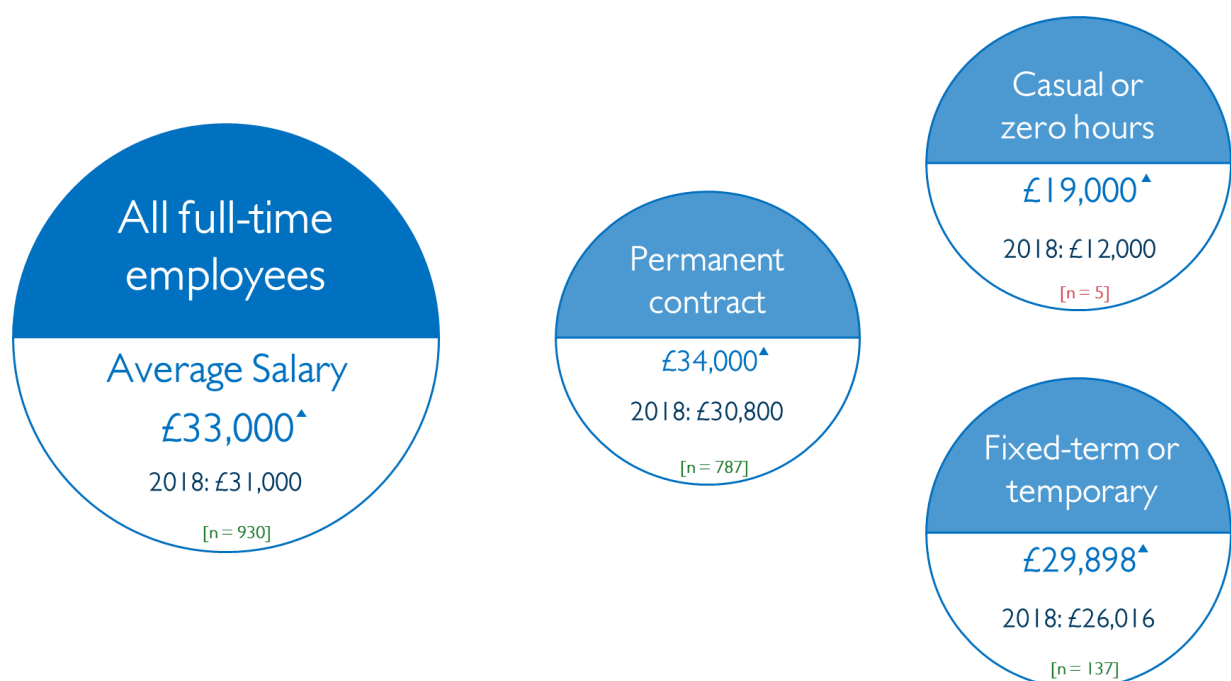 All full-time
employees
Average Salary
£33,000▲
2018: £31,000
[n = 930]
Permanent
contract
£34,000▲
2018: £30,800
[n = 787]
Casual or
zero hours
£19,000▲
2018: £12,000
[n = 5]
Fixed-term or
temporary
£29,898▲
2018: £26,016
[n = 137]